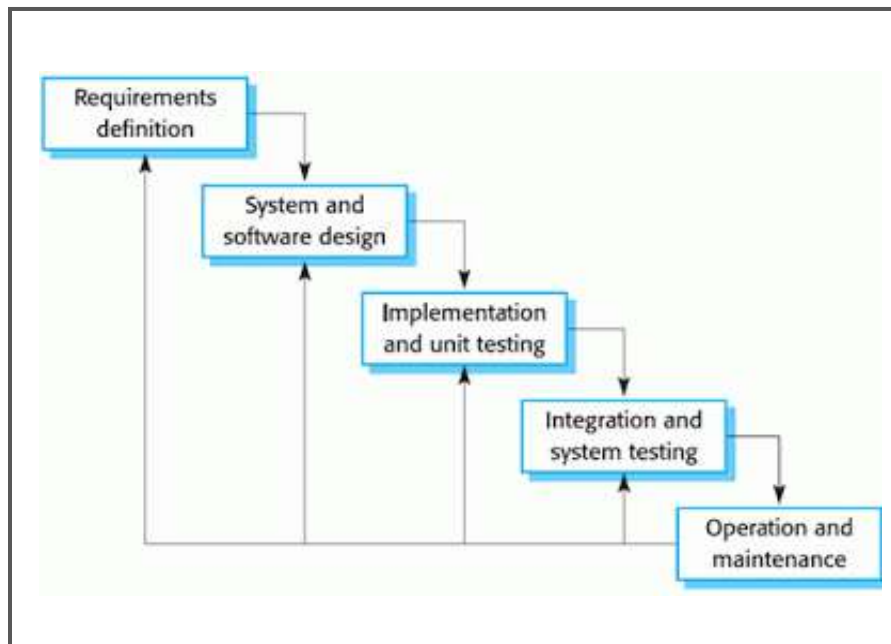 Requirements
definition
System and
software design
Implementation
and unit testing
Integration and
system testing
Operation and
maintenance